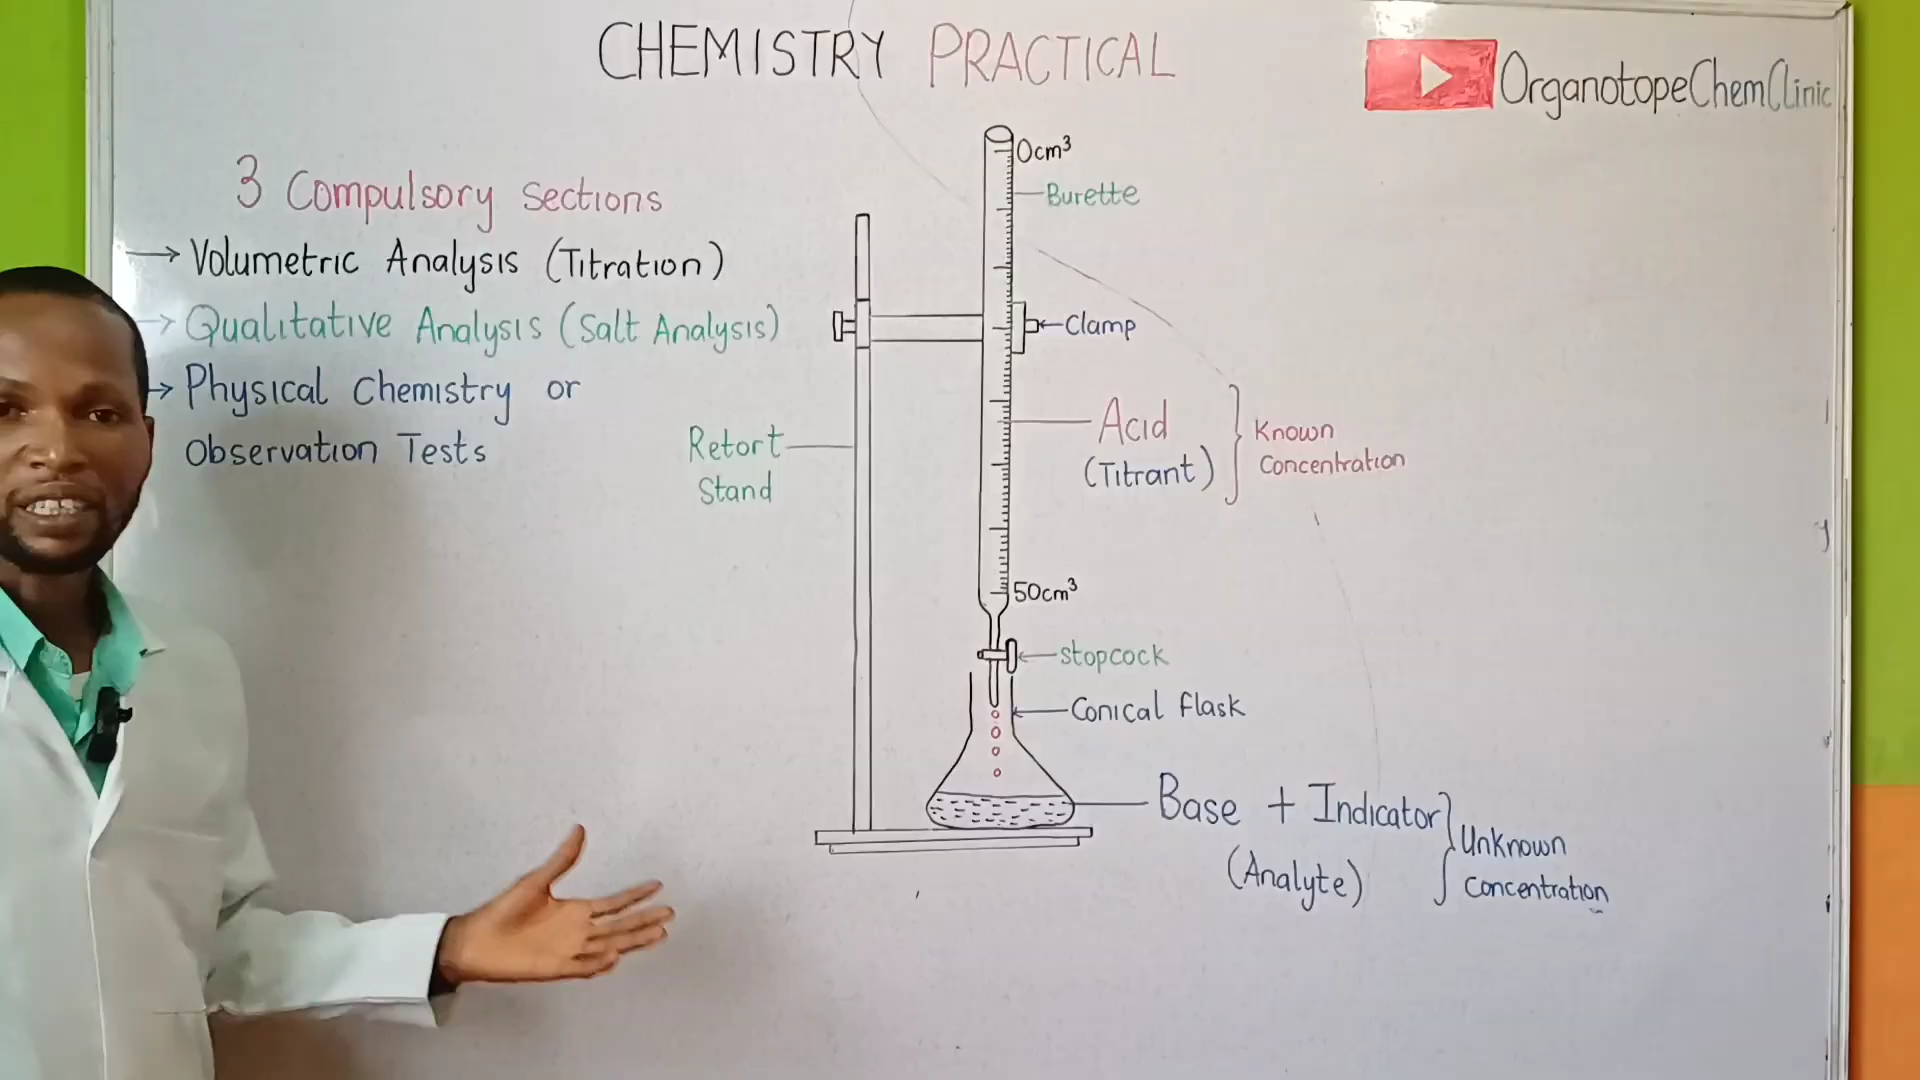 CHEMISTRY PRACTICAL
OrganotopeChemClinic
3 Compulsory Sections
→ Volumetric Analysis (Titration)
→ Qualitative Analysis (Salt Analysis)
→ Physical Chemistry or
Observation Tests
0cm³
Burette
Clamp
Retort
Stand
Acid
(Titrant)
Known
Concentration
50cm³
Stopcock
Conical flask
Base + Indicator
(Analyte)
Unknown
Concentration